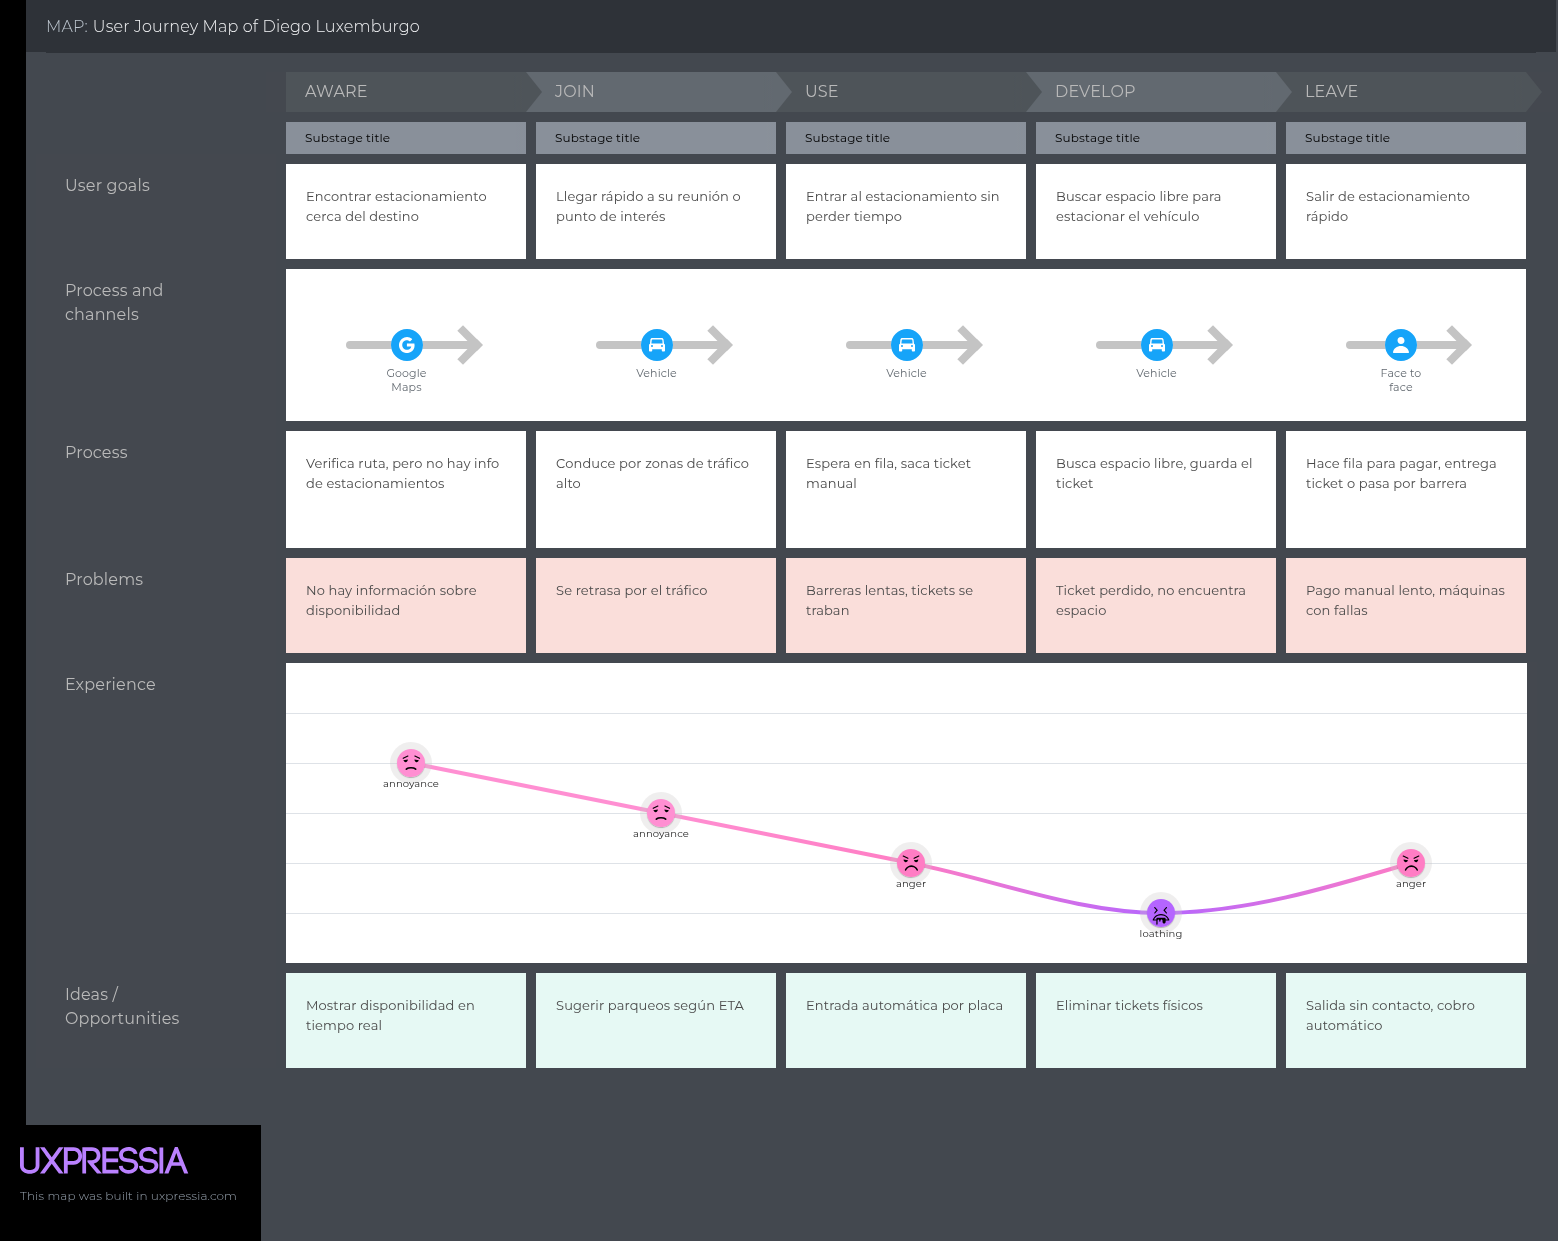 MAP: User Journey Map of Diego Luxemburgo
AWARE
JOIN
USE
DEVELOP
LEAVE
Substage title
Substage title
Substage title
Substage title
Substage title
User goals
Encontrar estacionamiento
cerca del destino
Llegar rápido a su reunión o
punto de interés
Entrar al estacionamiento sin
perder tiempo
Buscar espacio libre para
estacionar el vehículo
Salir de estacionamiento
rápido
Process and
channels
Google
Maps
Vehicle
Vehicle
Vehicle
Face to
face
Process
Verifica ruta, pero no hay info
de estacionamientos
Conduce por zonas de tráfico
alto
Espera en fila, saca ticket
manual
Busca espacio libre, guarda el
ticket
Hace fila para pagar, entrega
ticket o pasa por barrera
Problems
No hay información sobre
disponibilidad
Se retrasa por el tráfico
Barreras lentas, tickets se
traban
Ticket perdido, no encuentra
espacio
Pago manual lento, máquinas
con fallas
Experience
annoyance
annoyance
anger
loathing
anger
Ideas /
Opportunities
Mostrar disponibilidad en
tiempo real
Sugerir parqueos según ETA
Entrada automática por placa
Eliminar tickets físicos
Salida sin contacto, cobro
automático
UXPRESSIA
This map was built in uxpressia.com